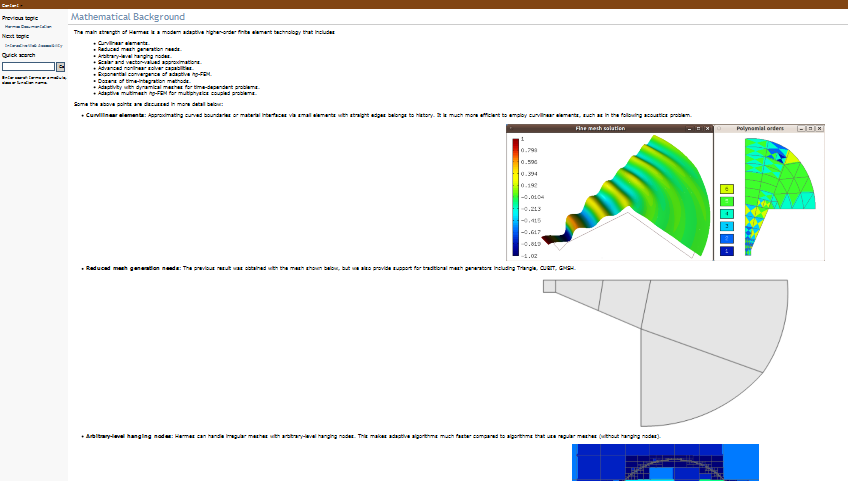 Content
Previous topic
Hermes Documentation
Next topic
Interactive Web Accessibility
Quick search
Go
Enter search terms or a module,
class or function name.
Mathematical Background
The main strength of Hermes is a modern adaptive higher-order finite element technology that includes
Curvilinear elements.
Reduced mesh generation needs.
Arbitrary-level hanging nodes.
Scalar and vector-valued approximations.
Advanced nonlinear solver capabilities.
Exponential convergence of adaptive hp-FEM.
Dozens of time-integration methods.
Adaptivity with dynamical meshes for time-dependent problems.
Adaptive multimesh hp-FEM for multiphysics coupled problems.
Some the above points are discussed in more detail below:
Curvilinear elements: Approximating curved boundaries or material interfaces via small elements with straight edges belongs to history. It is much more efficient to employ curvilinear elements, such as in the following acoustics problem.
Fine mesh solution
1
0.798
0.596
0.394
0.192
-0.0104
-0.213
-0.415
-0.617
-0.819
-1.02
Polynomial orders
6
5
4
3
2
1
Reduced mesh generation needs: The previous result was obtained with the mesh shown below, but we also provide support for traditional mesh generators including Triangle, CUBIT, GMSH.
Arbitrary-level hanging nodes: Hermes can handle irregular meshes with arbitrary-level hanging nodes. This makes adaptive algorithms much faster compared to algorithms that use regular meshes (without hanging nodes).